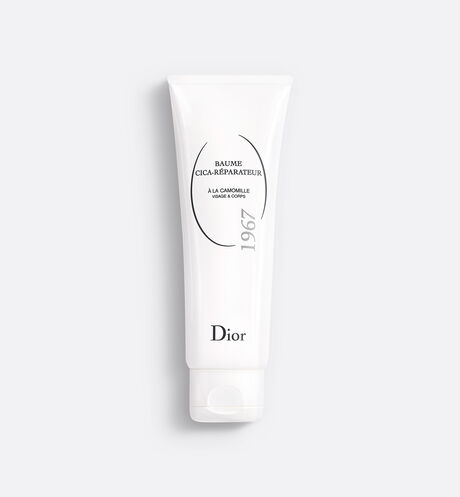 BAUME
CICA-RÉPARATEUR
À LA CAMOMILLE
VISAGE & CORPS
1967
Dior